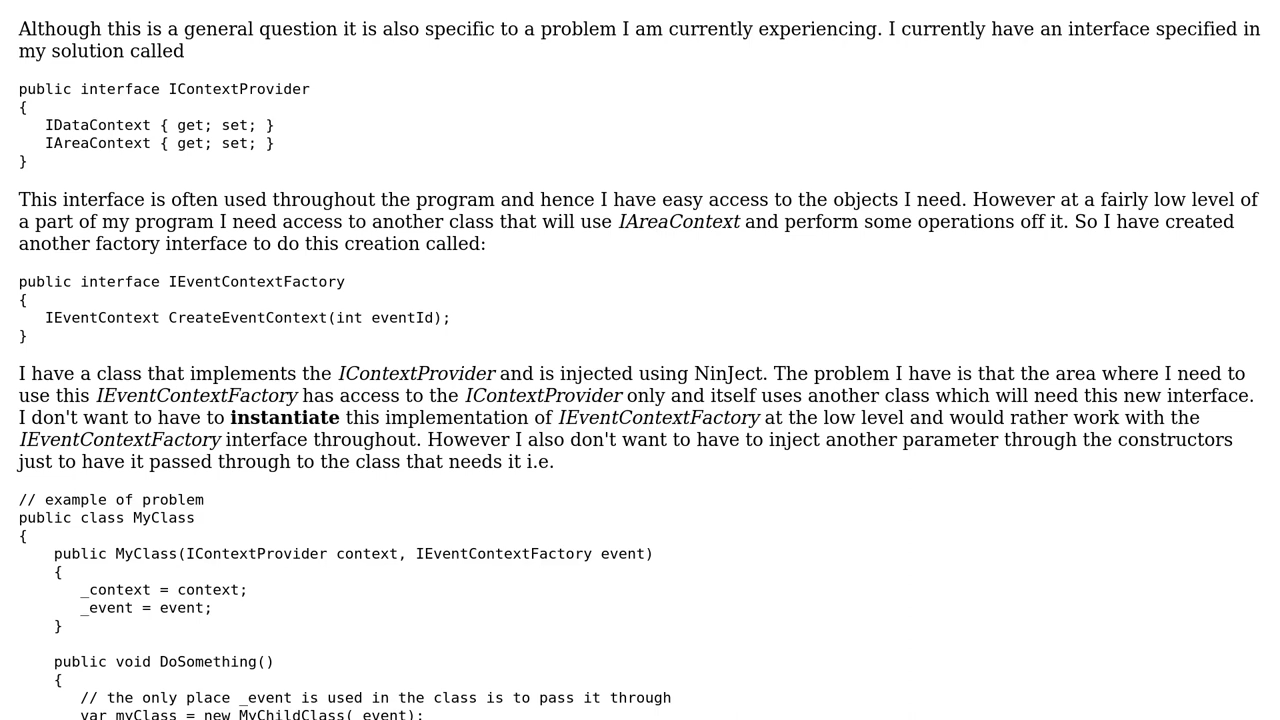 Although this is a general question it is also specific to a problem I am currently experiencing. I currently have an interface specified in
my solution called
public interface IContextProvider
{
   IDataContext { get; set; }
   IAreaContext { get; set; }
}
This interface is often used throughout the program and hence I have easy access to the objects I need. However at a fairly low level of
a part of my program I need access to another class that will use IAreaContext and perform some operations off it. So I have created
another factory interface to do this creation called:
public interface IEventContextFactory
{
   IEventContext CreateEventContext(int eventId);
}
I have a class that implements the IContextProvider and is injected using NinJect. The problem I have is that the area where I need to
use this IEventContextFactory has access to the IContextProvider only and itself uses another class which will need this new interface.
I don't want to have to instantiate this implementation of IEventContextFactory at the low level and would rather work with the
IEventContextFactory interface throughout. However I also don't want to have to inject another parameter through the constructors
just to have it passed through to the class that needs it i.e.
// example of problem
public class MyClass
{
    public MyClass(IContextProvider context, IEventContextFactory event)
    {
       _context = context;
       _event = event;
    }
    public void DoSomething()
    {
       // the only place _event is used in the class is to pass it through
       var myClass = new MyChildClass(_event);